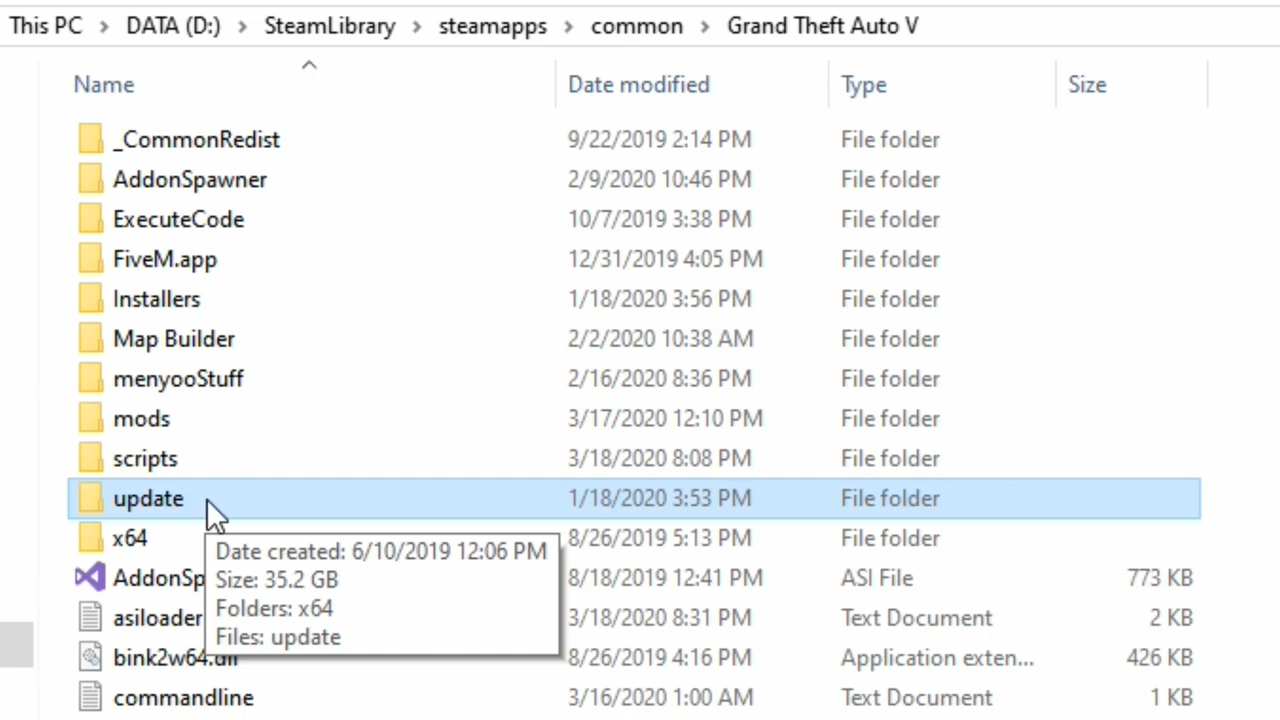 This PC > DATA (D:) > SteamLibrary > steamapps > common > Grand Theft Auto V
Name Date modified Type Size
_CommonRedist 9/22/2019 2:14 PM File folder
AddonSpawner 2/9/2020 10:46 PM File folder
ExecuteCode 10/7/2019 3:38 PM File folder
FiveM.app 12/31/2019 4:05 PM File folder
Installers 1/18/2020 3:56 PM File folder
Map Builder 2/2/2020 10:38 AM File folder
menyooStuff 2/16/2020 8:36 PM File folder
mods 3/17/2020 12:10 PM File folder
scripts 3/18/2020 8:08 PM File folder
update 1/18/2020 3:53 PM File folder
x64 8/26/2019 5:13 PM File folder
Date created: 6/10/2019 12:06 PM
Size: 35.2 GB
Folders: x64
Files: update
AddonSp 8/18/2019 12:41 PM ASI File 773 KB
asiloader 3/18/2020 8:31 PM Text Document 2 KB
bink2w64.dll 8/26/2019 4:16 PM Application exten... 426 KB
commandline 3/16/2020 1:00 AM Text Document 1 KB